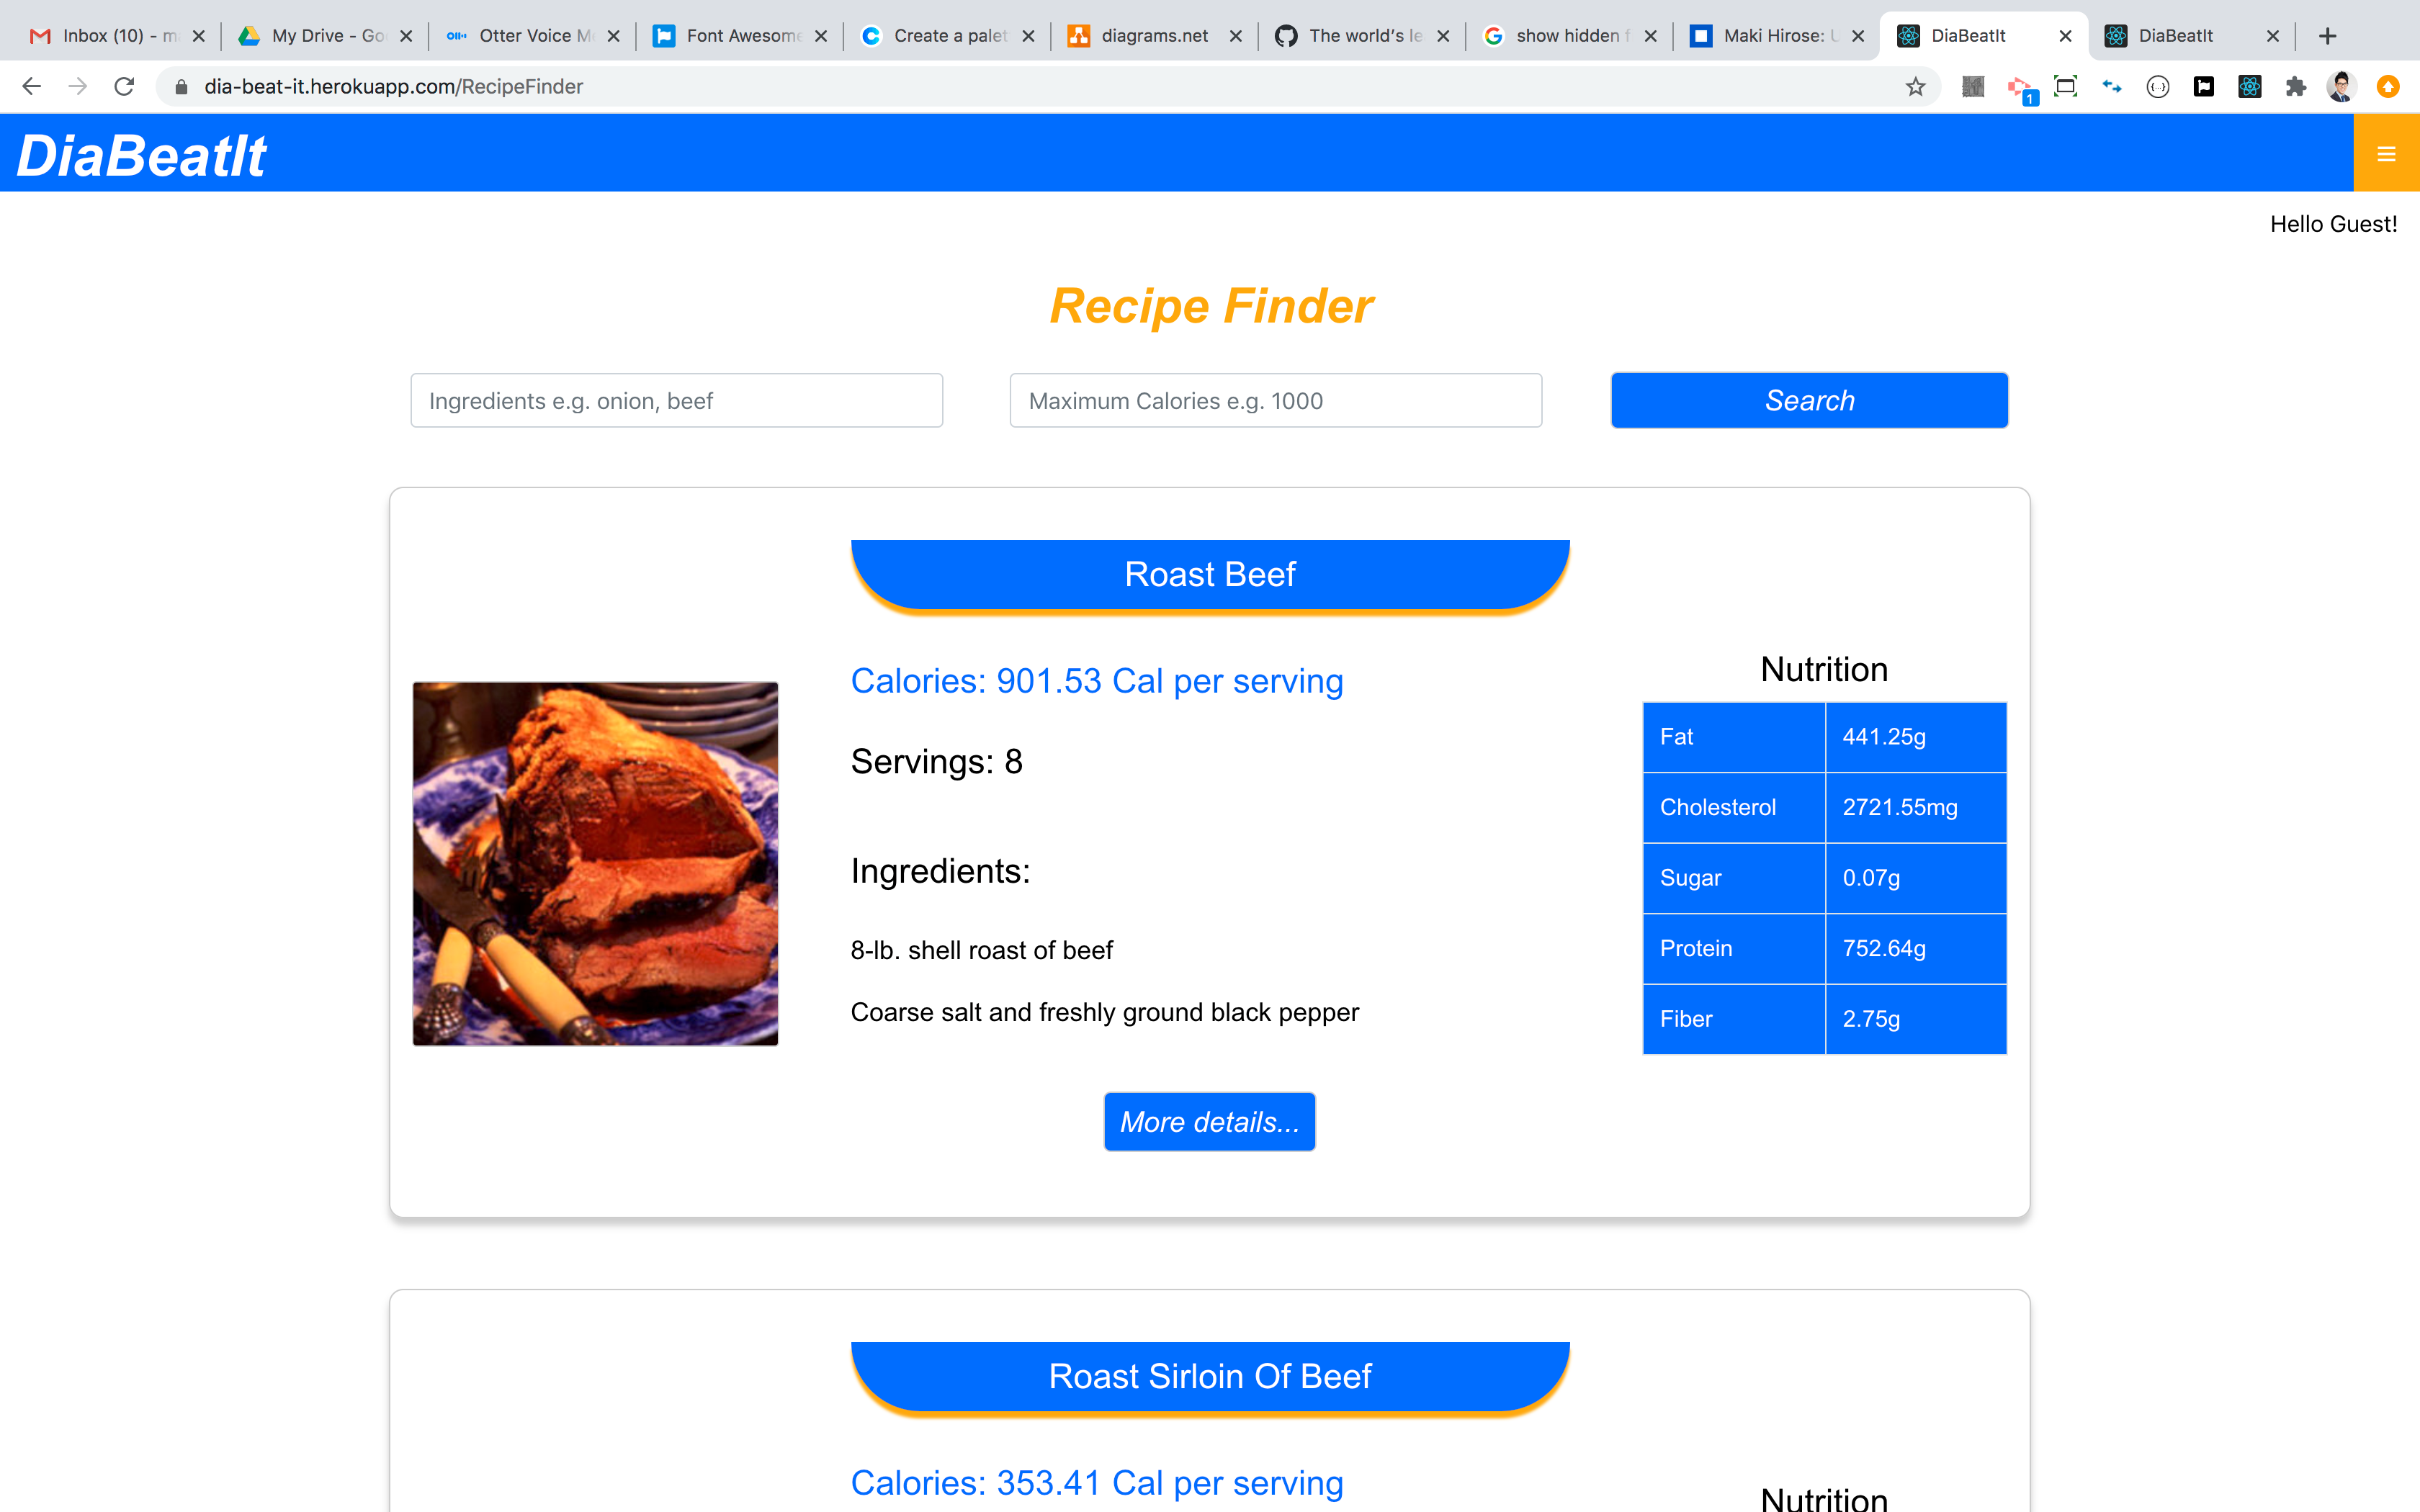 Inbox (10) - m
My Drive - Go
Otter Voice M
Font Awesome
Create a palet
diagrams.net
The world's le
show hidden f
Maki Hirose: U
DiaBeatIt
DiaBeatIt
dia-beat-it.herokuapp.com/RecipeFinder
1
DiaBeatIt
Hello Guest!
Recipe Finder
Ingredients e.g. onion, beef
Maximum Calories e.g. 1000
Search
Roast Beef
Calories: 901.53 Cal per serving
Servings: 8
Ingredients:
8-lb. shell roast of beef
Coarse salt and freshly ground black pepper
Nutrition
Fat 441.25g
Cholesterol 2721.55mg
Sugar 0.07g
Protein 752.64g
Fiber 2.75g
More details...
Roast Sirloin Of Beef
Calories: 353.41 Cal per serving
Nutrition